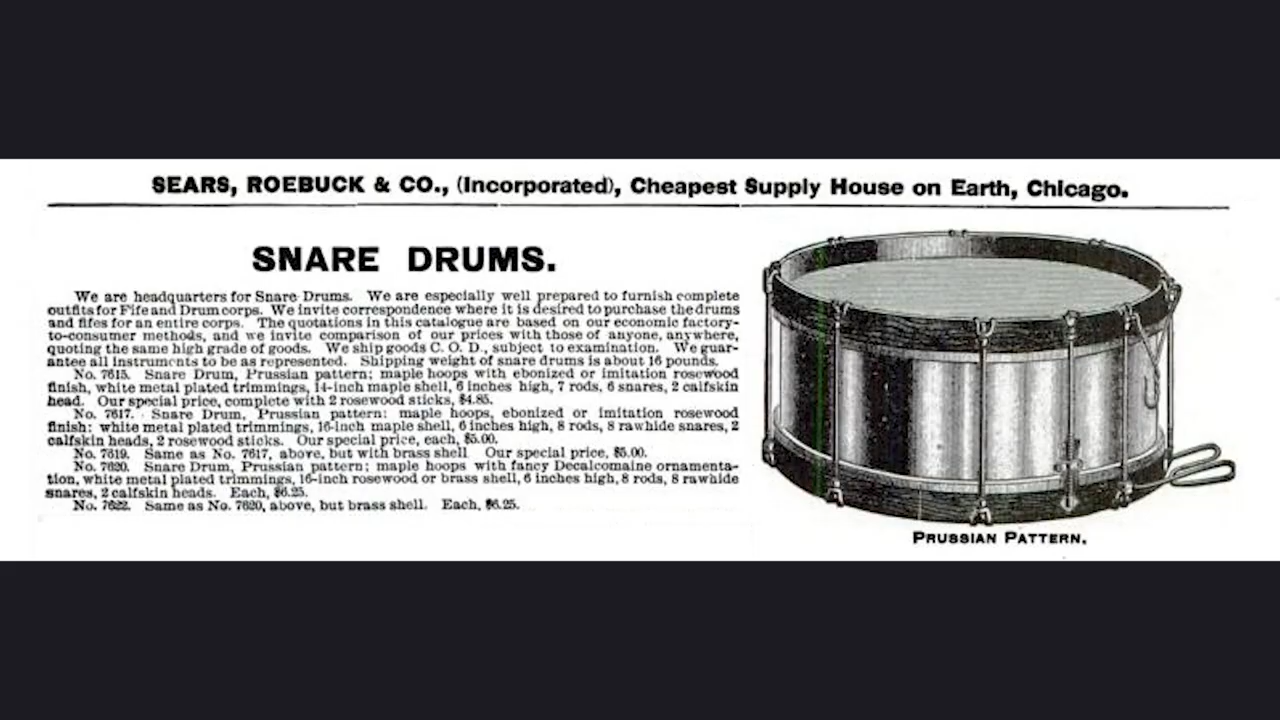 SEARS, ROEBUCK & CO., (Incorporated), Cheapest Supply House on Earth, Chicago.
SNARE DRUMS.
We are headquarters for Snare Drums. We are especially well prepared to furnish complete
outfits for Fife and Drum corps. We invite correspondence where it is desired to purchase the drums
and fifes for an entire corps. The quotations in this catalogue are based on our economic factory-
to-consumer methods, and we invite comparison of our prices with those of anyone, anywhere,
quoting the same high grade of goods. We ship goods C. O. D., subject to examination. We guar-
antee all instruments to be as represented. Shipping weight of snare drums is about 16 pounds.
No. 7615. Snare Drum, Prussian pattern; maple hoops with ebonized or imitation rosewood
finish, white metal plated trimmings, 14-inch maple shell, 6 inches high, 7 rods, 6 snares, 2 calfskin
head. Our special price, complete with 2 rosewood sticks, $4.85.
No. 7617. Snare Drum, Prussian pattern; maple hoops, ebonized or imitation rosewood
finish; white metal plated trimmings, 16-inch maple shell, 6 inches high, 8 rods, 8 rawhide snares, 2
calfskin heads, 2 rosewood sticks. Our special price, each, $5.00.
No. 7619. Same as No. 7617, above, but with brass shell. Our special price, $5.00.
No. 7620. Snare Drum, Prussian pattern; maple hoops with fancy Decalcomaine ornamenta-
tion, white metal plated trimmings, 16-inch rosewood or brass shell, 6 inches high, 8 rods, 8 rawhide
snares, 2 calfskin heads. Each, $6.25.
No. 7622. Same as No. 7620, above, but brass shell. Each, $6.25.
PRUSSIAN PATTERN.